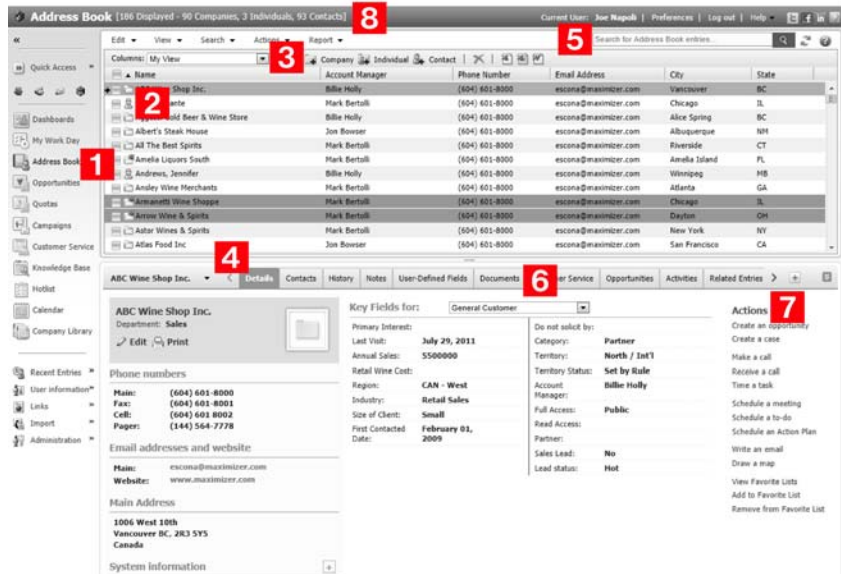 Address Book [186 Displayed - 90 Companies, 3 Individuals, 93 Contacts]
8
Current User: Joe Napoli | Preferences | Log out | Help
«
Edit View Search Actions Report
5
Search for Address Book entries...
Columns: My View
3
Company Individual Contact
Name Account Manager Phone Number Email Address City State
Quick Access
Dashboards
My Work Day
1
Address Book
Opportunities
Quotas
Campaigns
Customer Service
Knowledge Base
Hotlist
Calendar
Company Library
Recent Entries
User information
Links
Import
Administration
2
Shop Inc. Billie Holly (604) 601-8000 escona@maximizer.com Vancouver BC
Mark Bertolli (604) 601-8000 escona@maximizer.com Chicago IL
old Beer & Wine Store Billie Holly (604) 601-8000 escona@maximizer.com Alice Spring BC
Albert's Steak House Jon Bowser (604) 601-8000 escona@maximizer.com Albuquerque NM
All The Best Spirits Mark Bertolli (604) 601-8000 escona@maximizer.com Riverside CT
Amelia Liquors South Mark Bertolli (604) 601-8000 escona@maximizer.com Amelia Island FL
Andrews, Jennifer Billie Holly (604) 601-8000 escona@maximizer.com Winnipeg MB
Ansley Wine Merchants Mark Bertolli (604) 601-8000 escona@maximizer.com Atlanta GA
Armanetti Wine Shoppe Mark Bertolli (604) 601-8000 escona@maximizer.com Chicago IL
Arrow Wine & Spirits Mark Bertolli (604) 601-8000 escona@maximizer.com Dayton OH
Astor Wines & Spirits Mark Bertolli (604) 601-8000 escona@maximizer.com New York NY
Atlas Food Inc Jon Bowser (604) 601-8000 escona@maximizer.com San Francisco CA
4
6
ABC Wine Shop Inc. Details Contacts History Notes User-Defined Fields Documents Service Opportunities Activities Related Entries
7
ABC Wine Shop Inc.
Department: Sales
Edit Print
Phone numbers
Main: (604) 601-8000
Fax: (604) 601-8001
Cell: (604) 601 8002
Pager: (144) 564-7778
Email addresses and website
Main: escona@maximizer.com
Website: www.maximizer.com
Main Address
1006 West 10th
Vancouver BC, 2R3 5Y5
Canada
System information
Key Fields for: General Customer
Primary Interest:
Last Visit: July 29, 2011
Annual Sales: 5500000
Retail Wine Cost:
Region: CAN - West
Industry: Retail Sales
Size of Client: Small
First Contacted Date: February 01, 2009
Do not solicit by:
Category: Partner
Territory: North / Int'l
Territory Status: Set by Rule
Account Manager: Billie Holly
Full Access: Public
Read Access:
Partner:
Sales Lead: No
Lead status: Hot
Actions
Create an opportunity
Create a case
Make a call
Receive a call
Time a task
Schedule a meeting
Schedule a to-do
Schedule an Action Plan
Write an email
Draw a map
View Favorite Lists
Add to Favorite List
Remove from Favorite List